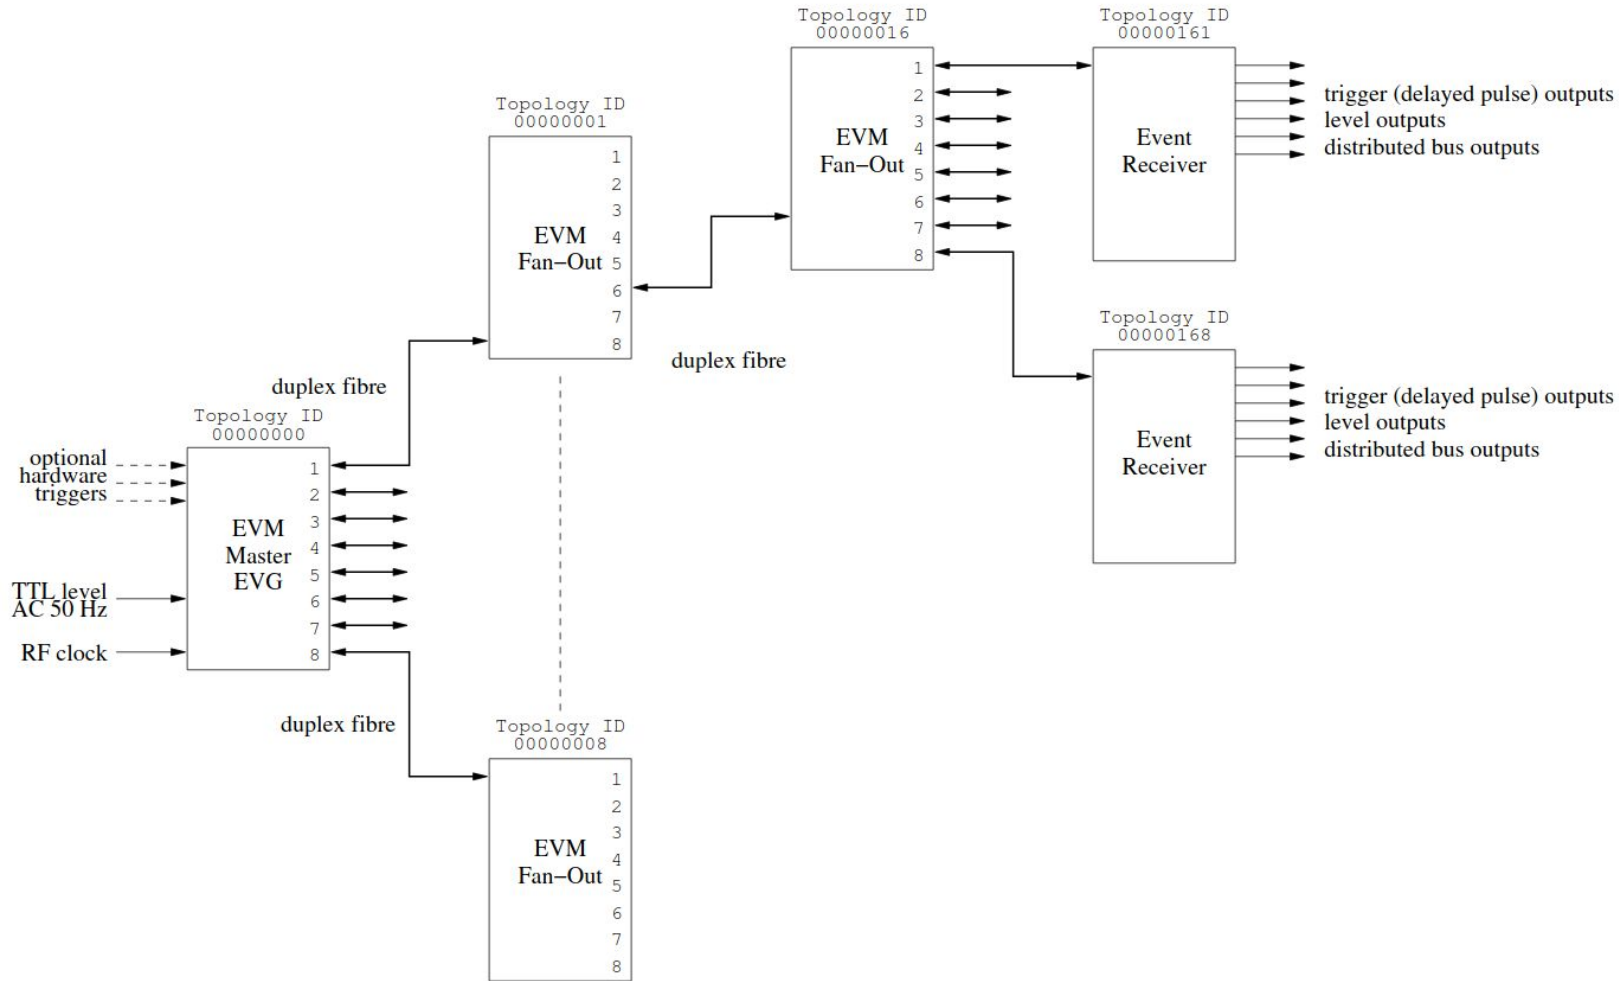 Topology ID
00000016
1
2
3
4
5
6
7
8
EVM
Fan−Out
Topology ID
00000161
Event
Receiver
trigger (delayed pulse) outputs
level outputs
distributed bus outputs
Topology ID
00000001
1
2
3
4
5
6
7
8
EVM
Fan−Out
duplex fibre
Topology ID
00000168
Event
Receiver
trigger (delayed pulse) outputs
level outputs
distributed bus outputs
duplex fibre
Topology ID
00000000
optional
hardware
triggers
TTL level
AC 50 Hz
RF clock
EVM
Master
EVG
1
2
3
4
5
6
7
8
duplex fibre
Topology ID
00000008
1
2
3
4
5
6
7
8
EVM
Fan−Out